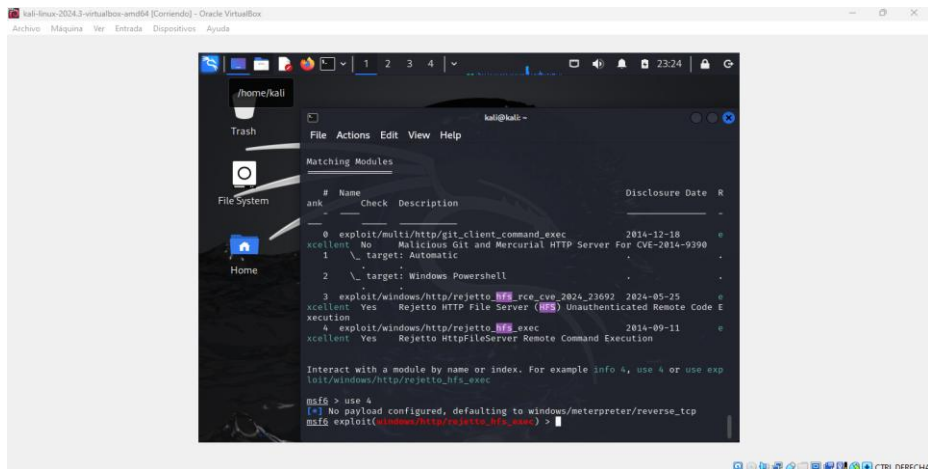 kali-linux-2024.3-virtualbox-amd64 [Corriendo] - Oracle VirtualBox
Archivo Máquina Ver Entrada Dispositivos Ayuda
1 2 3 4 23:24
/home/kali
kali@kali: ~
Trash
File Actions Edit View Help
Matching Modules
# Name Disclosure Date R
ank Check Description
0 exploit/multi/http/git_client_command_exec 2014-12-18 e
xcellent No Malicious Git and Mercurial HTTP Server For CVE-2014-9390
1 \_ target: Automatic . .
. .
2 \_ target: Windows Powershell . .
. .
3 exploit/windows/http/rejetto_hfs_rce_cve_2024_23692 2024-05-25 e
xcellent Yes Rejetto HTTP File Server (HFS) Unauthenticated Remote Code E
xecution
4 exploit/windows/http/rejetto_hfs_exec 2014-09-11 e
xcellent Yes Rejetto HttpFileServer Remote Command Execution
File System
Home
Interact with a module by name or index. For example info 4, use 4 or use exp
loit/windows/http/rejetto_hfs_exec
msf6 > use 4
[*] No payload configured, defaulting to windows/meterpreter/reverse_tcp
msf6 exploit(windows/http/rejetto_hfs_exec) >
CTRL DERECHA